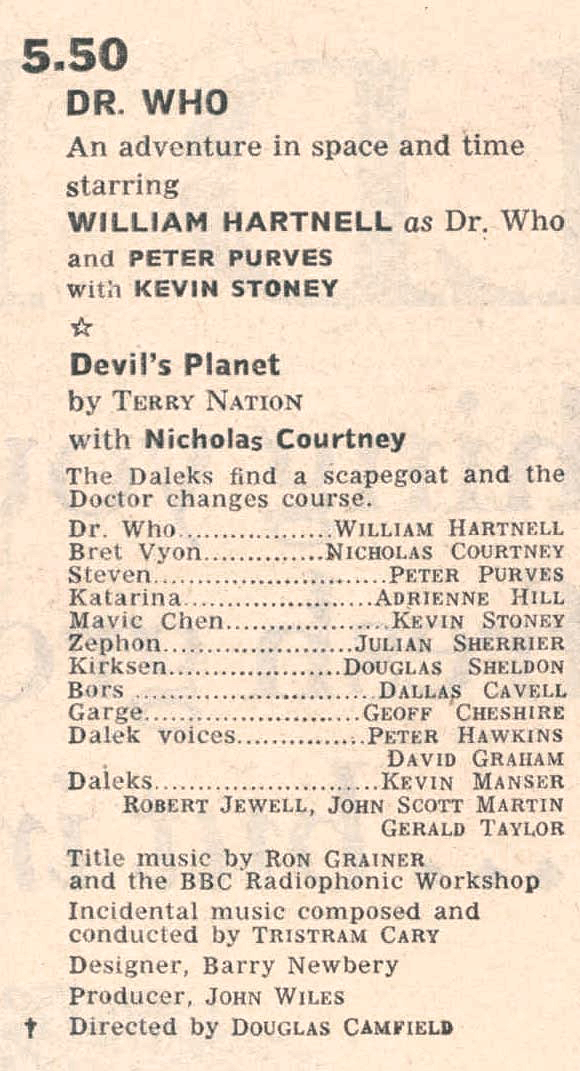 5.50
DR. WHO
An adventure in space and time
starring
WILLIAM HARTNELL as Dr. Who
and PETER PURVES
with KEVIN STONEY
☆
Devil's Planet
by TERRY NATION
with Nicholas Courtney
The Daleks find a scapegoat and the
Doctor changes course.
Dr. Who..................WILLIAM HARTNELL
Bret Vyon..............NICHOLAS COURTNEY
Steven...........................PETER PURVES
Katarina.....................ADRIENNE HILL
Mavic Chen...................KEVIN STONEY
Zephon......................JULIAN SHERRIER
Kirksen....................DOUGLAS SHELDON
Bors ............................DALLAS CAVELL
Garge.........................GEOFF CHESHIRE
Dalek voices...............PETER HAWKINS
DAVID GRAHAM
Daleks..........................KEVIN MANSER
ROBERT JEWELL, JOHN SCOTT MARTIN
GERALD TAYLOR
Title music by RON GRAINER
and the BBC Radiophonic Workshop
Incidental music composed and
conducted by TRISTRAM CARY
Designer, Barry Newbery
Producer, JOHN WILES
† Directed by DOUGLAS CAMFIELD